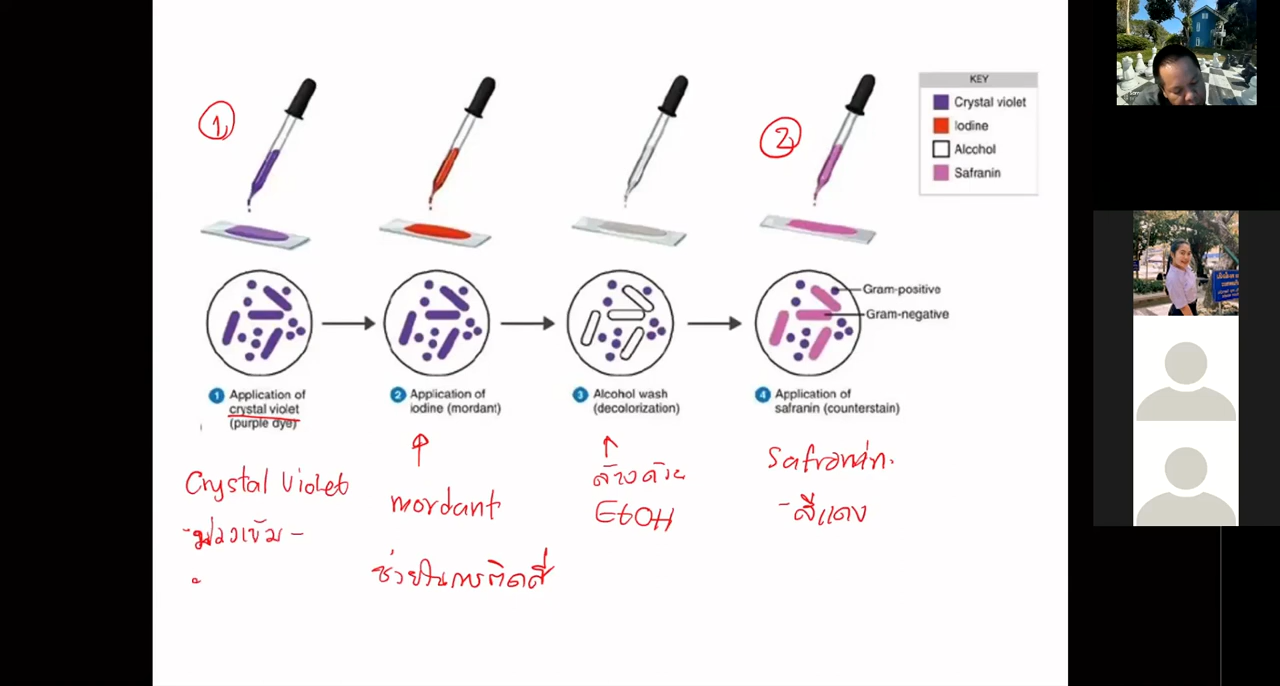 1
2
KEY
Crystal violet
Iodine
Alcohol
Safranin
Gram-positive
Gram-negative
1 Application of
crystal violet
(purple dye)
2 Application of
iodine (mordant)
3 Alcohol wash
(decolorization)
4 Application of
safranin (counterstain)
Crystal Violet
-ม่วงเข้ม-
mordant
ช่วยในการติดสี
ล้างด้วย
EtOH
Safranin.
-สีแดง